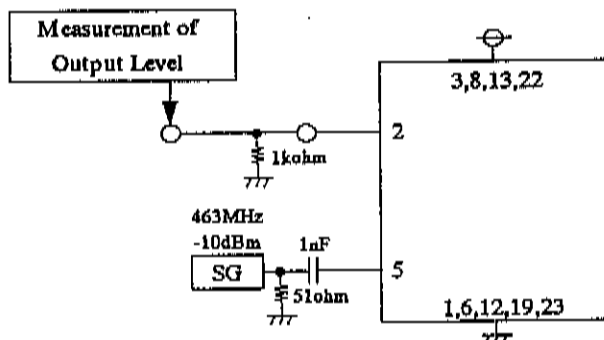 Measurement of
Output Level
3,8,13,22
2
1kohm
463MHz
-10dBm
1nF
SG
5
51ohm
1,6,12,19,23